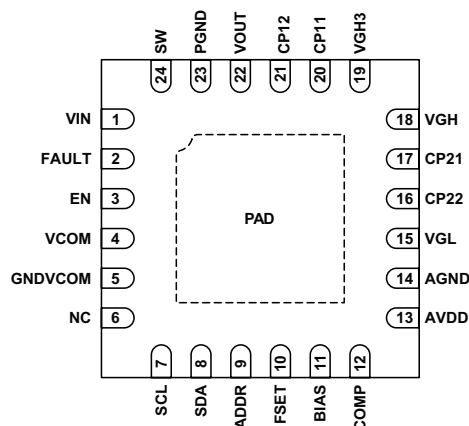 SW
PGND
VOUT
CP12
CP11
VGH3
24
23
22
21
20
19
VIN 1
FAULT 2
EN 3
VCOM 4
GNDVCOM 5
NC 6
PAD
18 VGH
17 CP21
16 CP22
15 VGL
14 AGND
13 AVDD
7
8
9
10
11
12
SCL
SDA
ADDR
FSET
BIAS
COMP